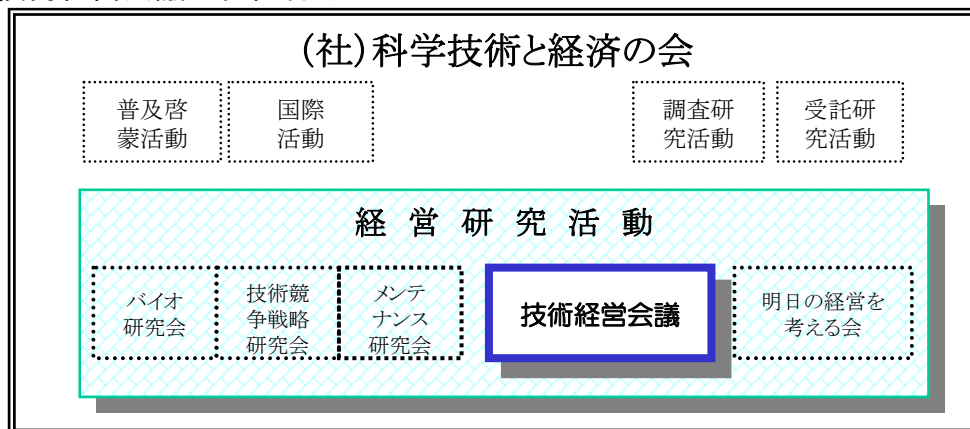 (社)科学技術と経済の会
普及啓
蒙活動
国際
活動
調査研
究活動
受託研
究活動
経 営 研 究 活 動
バイオ
研究会
技術競
争戦略
研究会
メンテ
ナンス
研究会
技術経営会議
明日の経営を
考える会